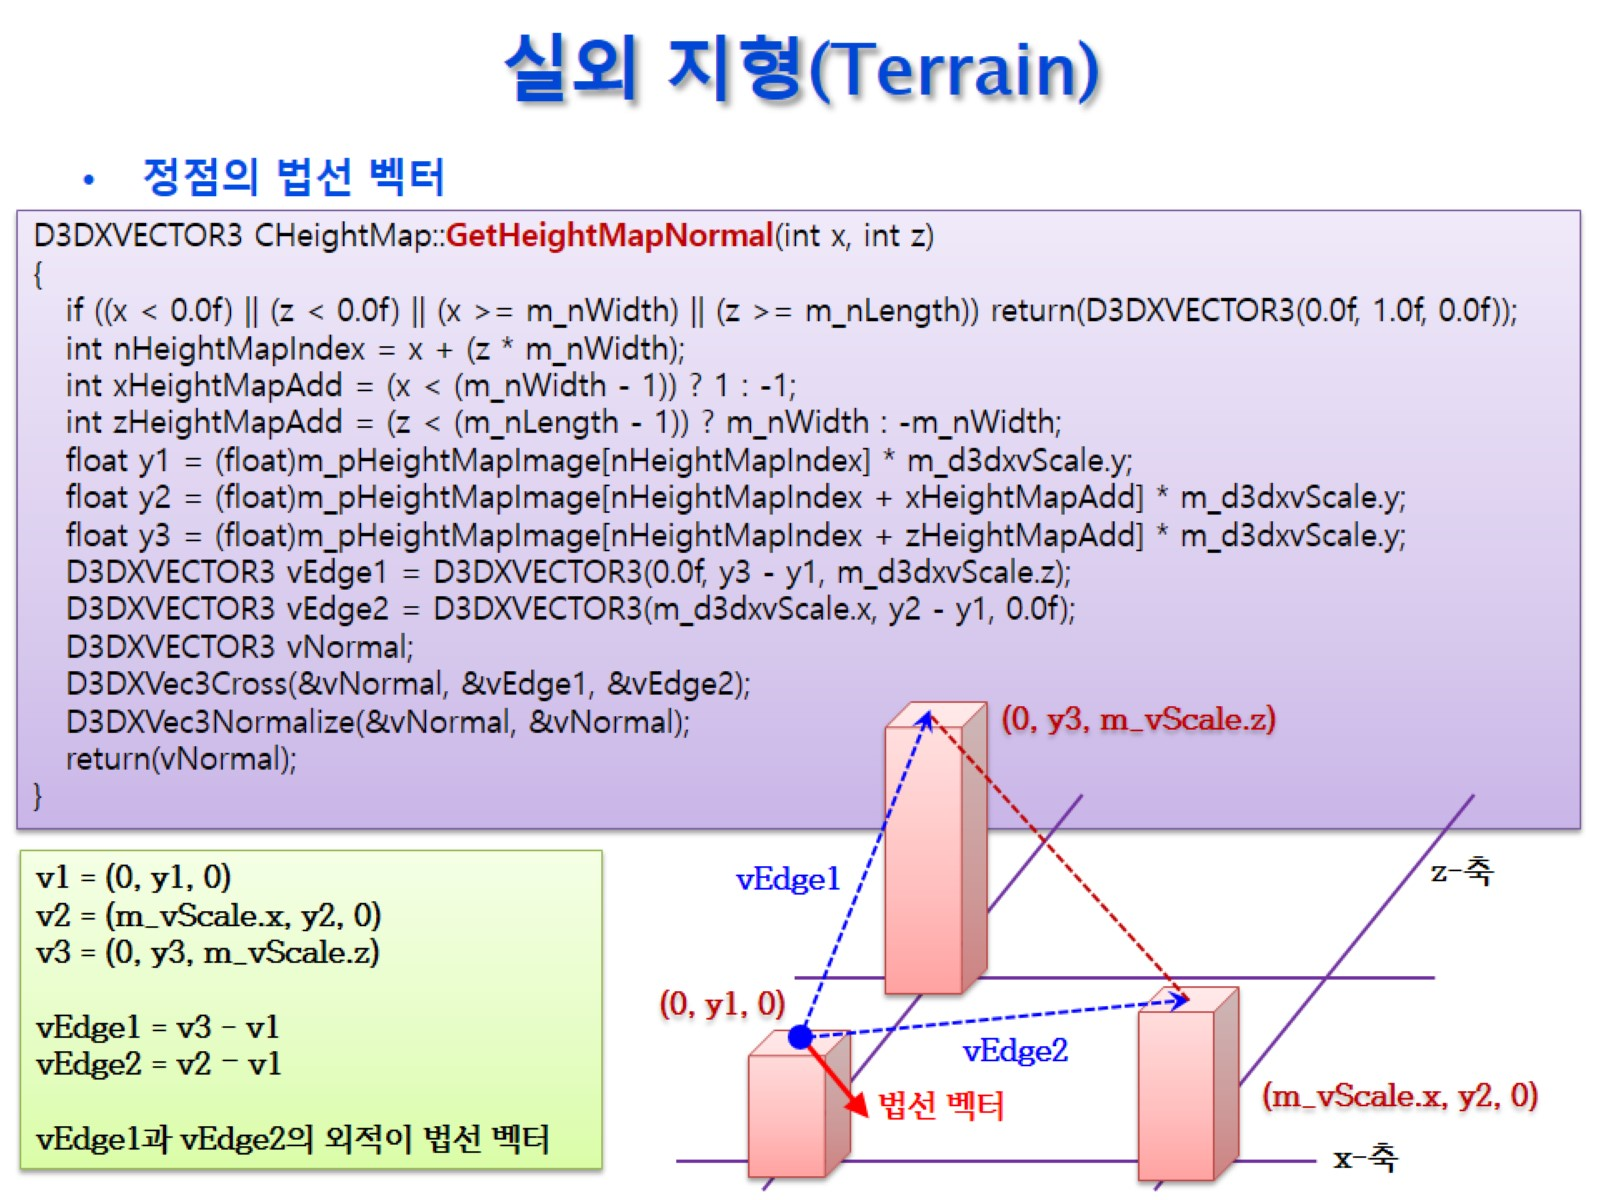 실외 지형(Terrain)
• 정점의 법선 벡터
D3DXVECTOR3 CHeightMap::GetHeightMapNormal(int x, int z)
{
if ((x < 0.0f) || (z < 0.0f) || (x >= m_nWidth) || (z >= m_nLength)) return(D3DXVECTOR3(0.0f, 1.0f, 0.0f));
int nHeightMapIndex = x + (z * m_nWidth);
int xHeightMapAdd = (x < (m_nWidth - 1)) ? 1 : -1;
int zHeightMapAdd = (z < (m_nLength - 1)) ? m_nWidth : -m_nWidth;
float y1 = (float)m_pHeightMapImage[nHeightMapIndex] * m_d3dxvScale.y;
float y2 = (float)m_pHeightMapImage[nHeightMapIndex + xHeightMapAdd] * m_d3dxvScale.y;
float y3 = (float)m_pHeightMapImage[nHeightMapIndex + zHeightMapAdd] * m_d3dxvScale.y;
D3DXVECTOR3 vEdge1 = D3DXVECTOR3(0.0f, y3 - y1, m_d3dxvScale.z);
D3DXVECTOR3 vEdge2 = D3DXVECTOR3(m_d3dxvScale.x, y2 - y1, 0.0f);
D3DXVECTOR3 vNormal;
D3DXVec3Cross(&vNormal, &vEdge1, &vEdge2);
D3DXVec3Normalize(&vNormal, &vNormal);
return(vNormal);
}
v1 = (0, y1, 0)
v2 = (m_vScale.x, y2, 0)
v3 = (0, y3, m_vScale.z)
vEdge1 = v3 - v1
vEdge2 = v2 - v1
vEdge1과 vEdge2의 외적이 법선 벡터
(0, y3, m_vScale.z)
vEdge1
z-축
(0, y1, 0)
vEdge2
법선 벡터
(m_vScale.x, y2, 0)
x-축